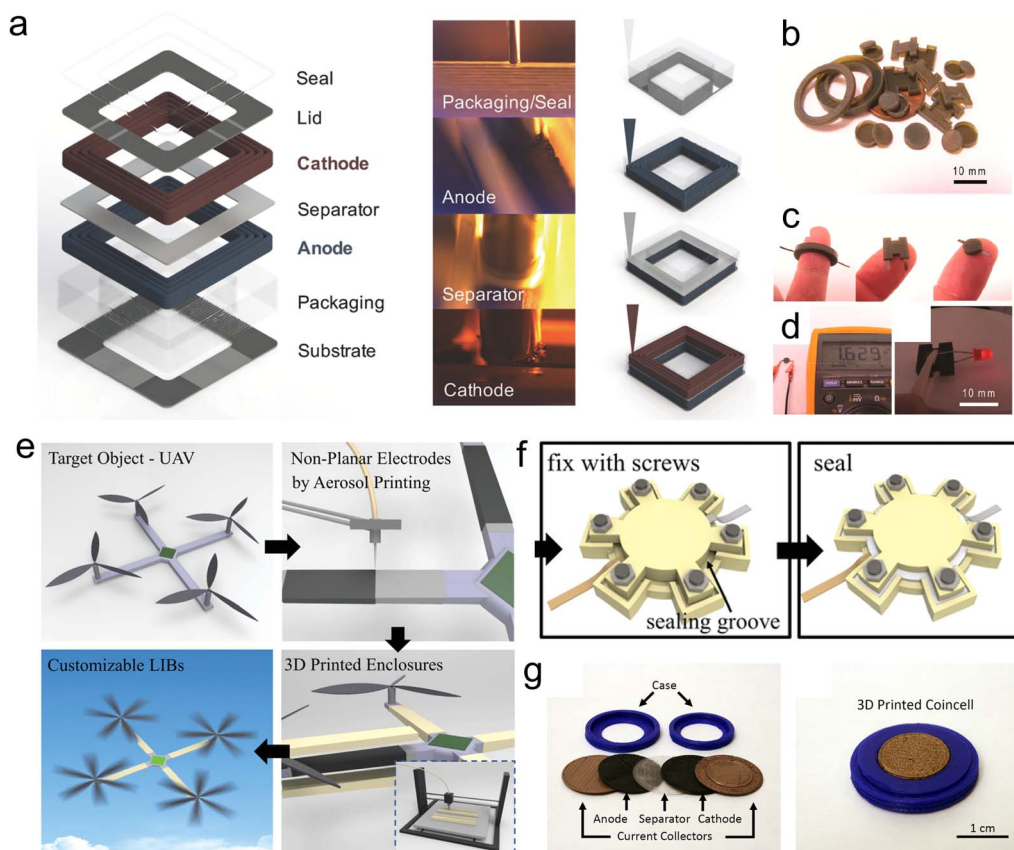 a
Seal
Lid
Cathode
Separator
Anode
Packaging
Substrate
Packaging/Seal
Anode
Separator
Cathode
b
10 mm
c
d
1.629
10 mm
e
Target Object - UAV
Non-Planar Electrodes
by Aerosol Printing
Customizable LIBs
3D Printed Enclosures
f
fix with screws
sealing groove
seal
g
Case
Anode
Separator
Cathode
Current Collectors
3D Printed Coincell
1 cm